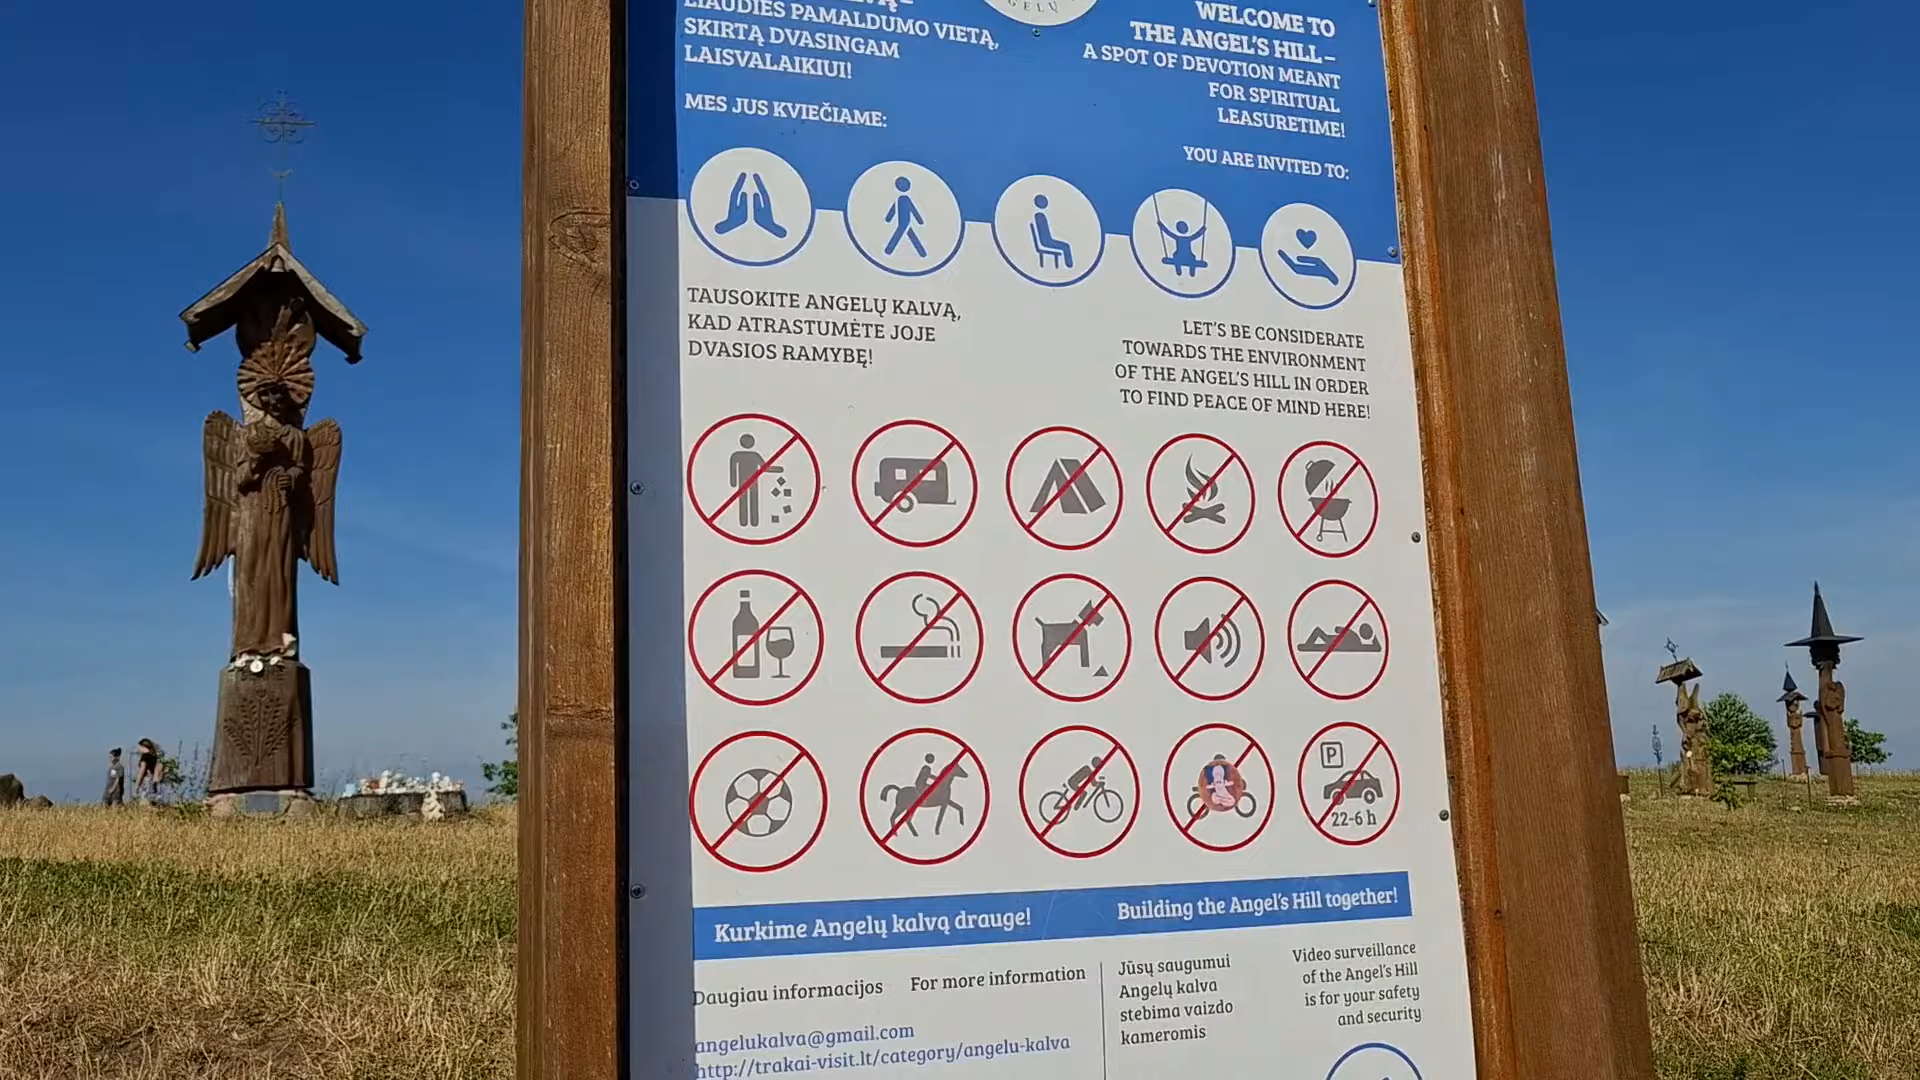 LIAUDIES PAMALDUMO VIETĄ,
SKIRTĄ DVASINGAM
LAISVALAIKIUI!
MES JUS KVIEČIAME:
WELCOME TO
THE ANGEL'S HILL –
A SPOT OF DEVOTION MEANT
FOR SPIRITUAL
LEASURETIME!
YOU ARE INVITED TO:
TAUSOKITE ANGELŲ KALVĄ,
KAD ATRASTUMĖTE JOJE
DVASIOS RAMYBĘ!
LET'S BE CONSIDERATE
TOWARDS THE ENVIRONMENT
OF THE ANGEL'S HILL IN ORDER
TO FIND PEACE OF MIND HERE!
P
22-6 h
Kurkime Angelų kalvą drauge!
Building the Angel's Hill together!
Daugiau informacijos
For more information
angelukalva@gmail.com
http://trakai-visit.lt/category/angelu-kalva
Jūsų saugumui
Angelų kalva
stebima vaizdo
kameromis
Video surveillance
of the Angel's Hill
is for your safety
and security